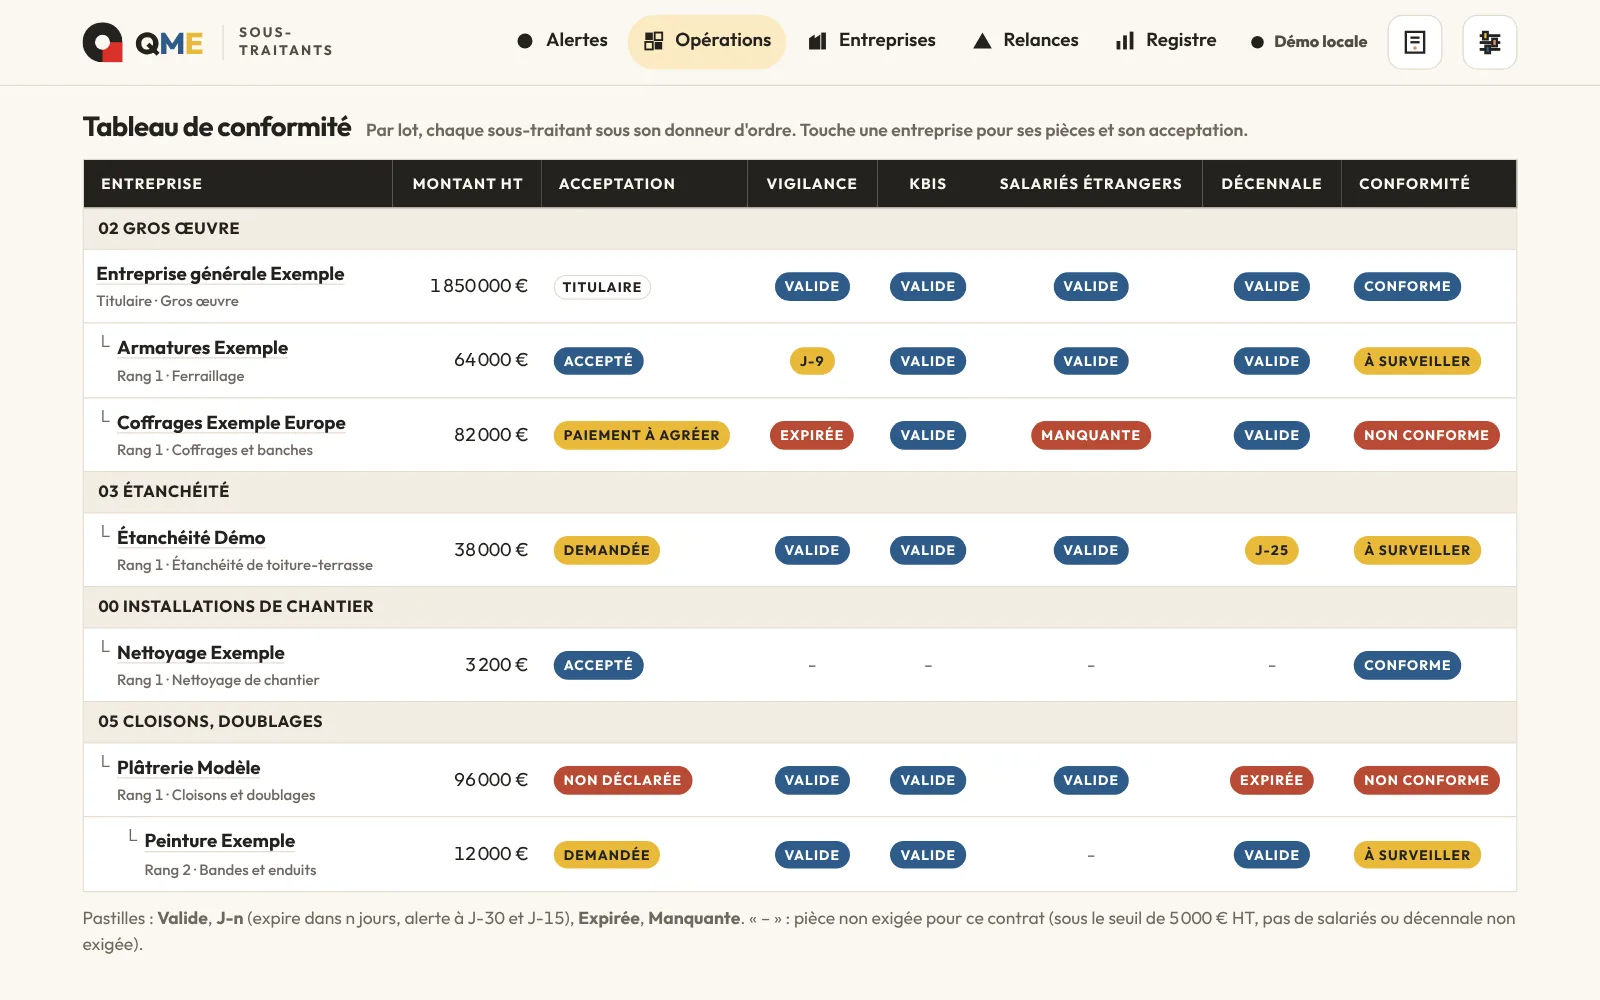 QME
SOUS-
TRAITANTS
Alertes
Opérations
Entreprises
Relances
Registre
Démo locale
Tableau de conformité Par lot, chaque sous-traitant sous son donneur d'ordre. Touche une entreprise pour ses pièces et son acceptation.
ENTREPRISE MONTANT HT ACCEPTATION VIGILANCE KBIS SALARIÉS ÉTRANGERS DÉCENNALE CONFORMITÉ
02 GROS ŒUVRE
Entreprise générale Exemple 1 850 000 € TITULAIRE VALIDE VALIDE VALIDE VALIDE CONFORME
Titulaire · Gros œuvre
Armatures Exemple 64 000 € ACCEPTÉ J-9 VALIDE VALIDE VALIDE À SURVEILLER
Rang 1 · Ferraillage
Coffrages Exemple Europe 82 000 € PAIEMENT À AGRÉER EXPIRÉE VALIDE MANQUANTE VALIDE NON CONFORME
Rang 1 · Coffrages et banches
03 ÉTANCHÉITÉ
Étanchéité Démo 38 000 € DEMANDÉE VALIDE VALIDE VALIDE J-25 À SURVEILLER
Rang 1 · Étanchéité de toiture-terrasse
00 INSTALLATIONS DE CHANTIER
Nettoyage Exemple 3 200 € ACCEPTÉ – – – – CONFORME
Rang 1 · Nettoyage de chantier
05 CLOISONS, DOUBLAGES
Plâtrerie Modèle 96 000 € NON DÉCLARÉE VALIDE VALIDE VALIDE EXPIRÉE NON CONFORME
Rang 1 · Cloisons et doublages
Peinture Exemple 12 000 € DEMANDÉE VALIDE VALIDE – VALIDE À SURVEILLER
Rang 2 · Bandes et enduits
Pastilles : Valide, J-n (expire dans n jours, alerte à J-30 et J-15), Expirée, Manquante. « – » : pièce non exigée pour ce contrat (sous le seuil de 5 000 € HT, pas de salariés ou décennale non
exigée).